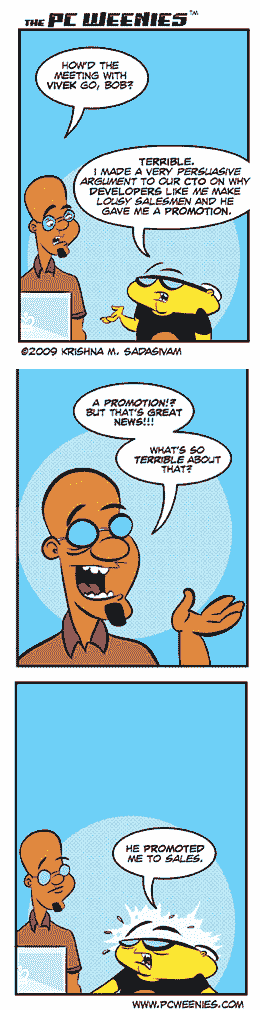 THE PC WEENIES™
HOW'D THE
MEETING WITH
VIVEK GO, BOB?
TERRIBLE.
I MADE A VERY PERSUASIVE
ARGUMENT TO OUR CTO ON WHY
DEVELOPERS LIKE ME MAKE
LOUSY SALESMEN AND HE
GAVE ME A PROMOTION.
©2009 KRISHNA M. SADASIVAM
A PROMOTION!?
BUT THAT'S GREAT
NEWS!!!
WHAT'S SO
TERRIBLE ABOUT
THAT?
HE PROMOTED
ME TO SALES.
WWW.PCWEENIES.COM